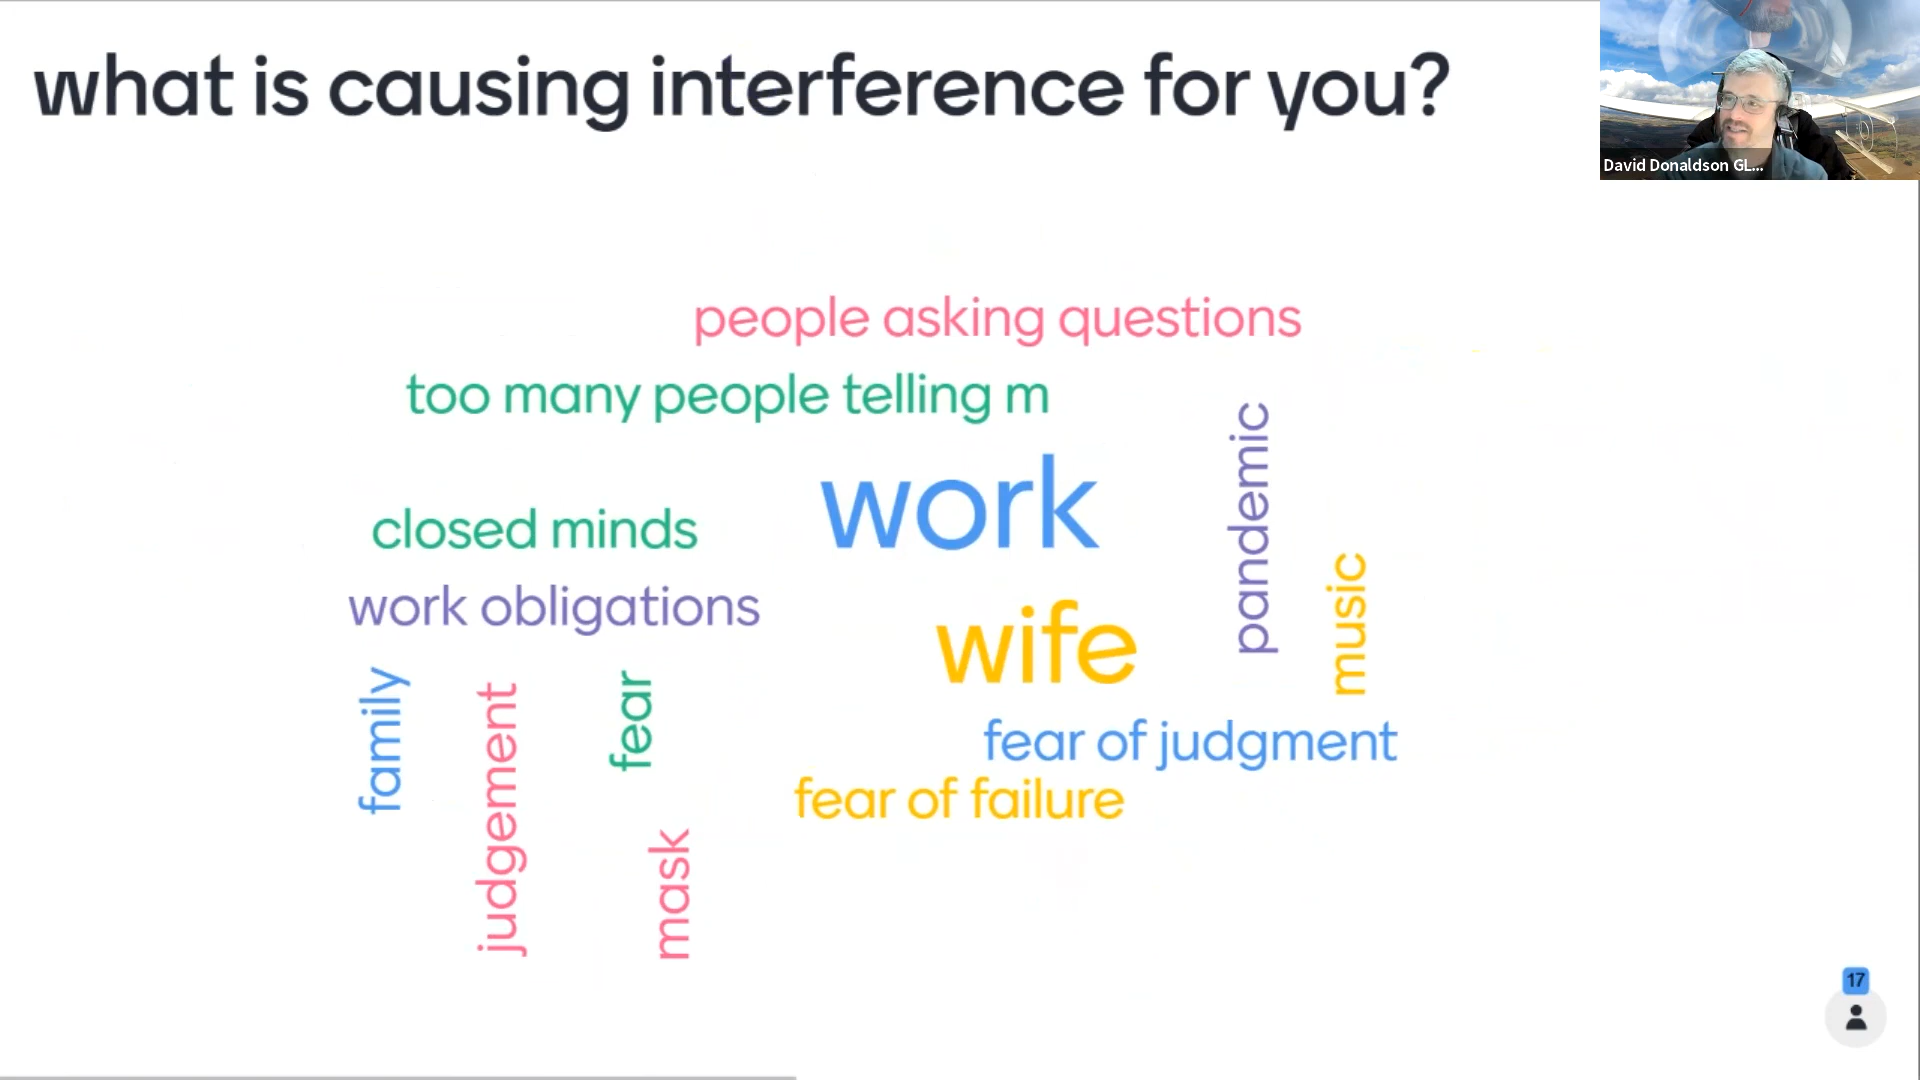 what is causing interference for you?
David Donaldson GL...
people asking questions
too many people telling m
work
pandemic
closed minds
music
work obligations
wife
family
judgement
fear
fear of judgment
fear of failure
mask
17